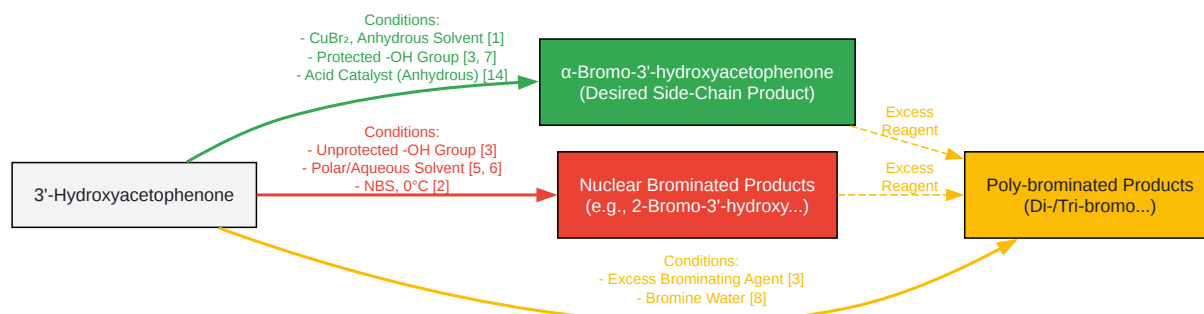 Conditions:
- CuBr₂, Anhydrous Solvent [1]
- Protected -OH Group [3, 7]
- Acid Catalyst (Anhydrous) [14]
α-Bromo-3'-hydroxyacetophenone
(Desired Side-Chain Product)
Excess
Reagent
Conditions:
- Unprotected -OH Group [3]
- Polar/Aqueous Solvent [5, 6]
- NBS, 0°C [2]
3'-Hydroxyacetophenone
Nuclear Brominated Products
(e.g., 2-Bromo-3'-hydroxy...)
Excess
Reagent
Poly-brominated Products
(Di-/Tri-bromo...)
Conditions:
- Excess Brominating Agent [3]
- Bromine Water [8]